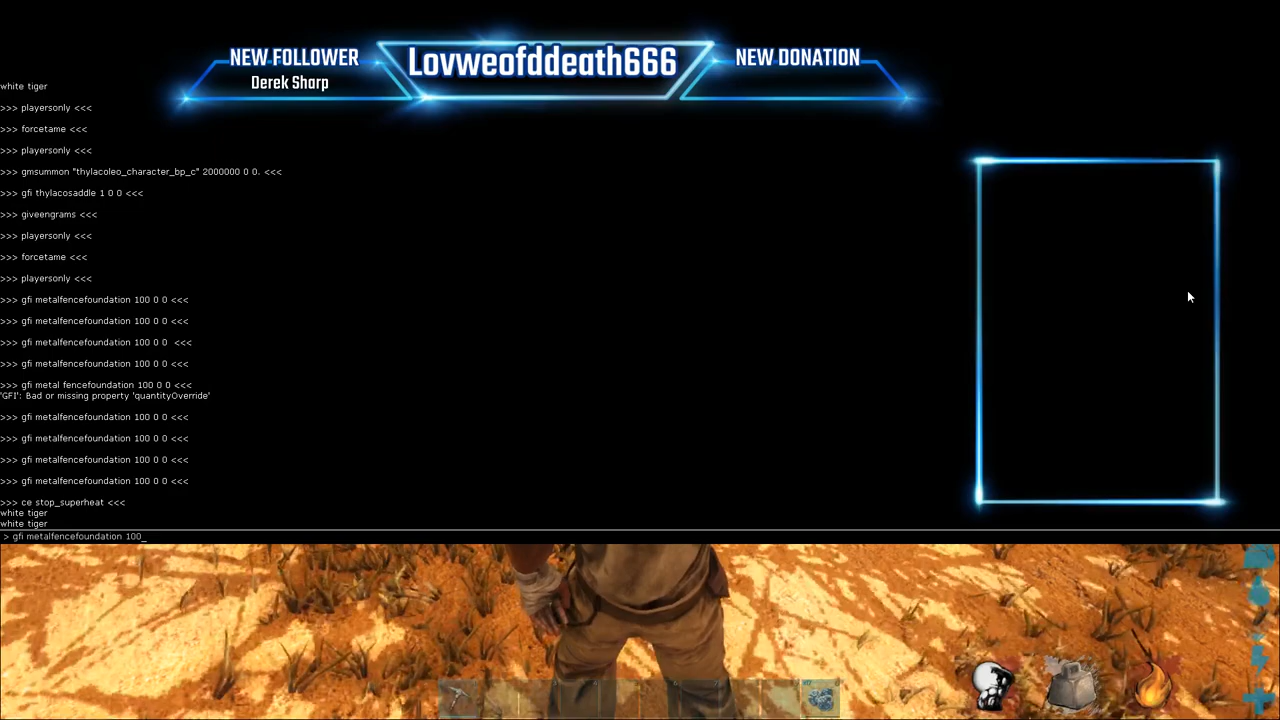 NEW FOLLOWER
Derek Sharp
Lovweofddeath666
NEW DONATION
white tiger
>>> playersonly <<<
>>> forcetame <<<
>>> playersonly <<<
>>> gmsummon "thylacoleo_character_bp_c" 2000000 0 0. <<<
>>> gfi thylacosaddle 1 0 0 <<<
>>> giveengrams <<<
>>> playersonly <<<
>>> forcetame <<<
>>> playersonly <<<
>>> gfi metalfencefoundation 100 0 0 <<<
>>> gfi metalfencefoundation 100 0 0 <<<
>>> gfi metalfencefoundation 100 0 0  <<<
>>> gfi metalfencefoundation 100 0 0 <<<
>>> gfi metal fencefoundation 100 0 0 <<<
'GFI': Bad or missing property 'quantityOverride'
>>> gfi metalfencefoundation 100 0 0 <<<
>>> gfi metalfencefoundation 100 0 0 <<<
>>> gfi metalfencefoundation 100 0 0 <<<
>>> gfi metalfencefoundation 100 0 0 <<<
>>> ce stop_superheat <<<
white tiger
white tiger
> gfi metalfencefoundation 100_